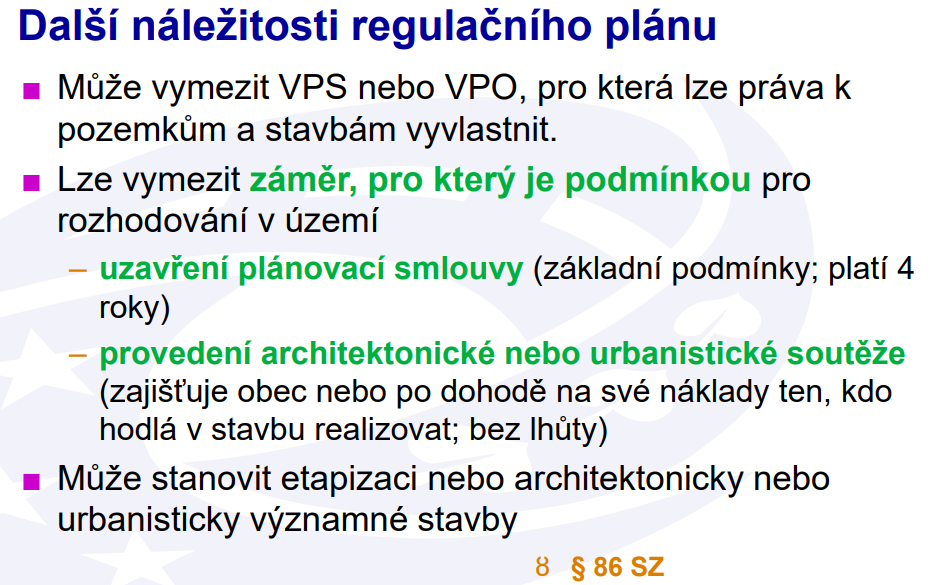 Další náležitosti regulačního plánu
Může vymezit VPS nebo VPO, pro která lze práva k
pozemkům a stavbám vyvlastnit.
Lze vymezit záměr, pro který je podmínkou pro
rozhodování v území
– uzavření plánovací smlouvy (základní podmínky; platí 4
roky)
– provedení architektonické nebo urbanistické soutěže
(zajišťuje obec nebo po dohodě na své náklady ten, kdo
hodlá v stavbu realizovat; bez lhůty)
Může stanovit etapizaci nebo architektonicky nebo
urbanisticky významné stavby
8 § 86 SZ